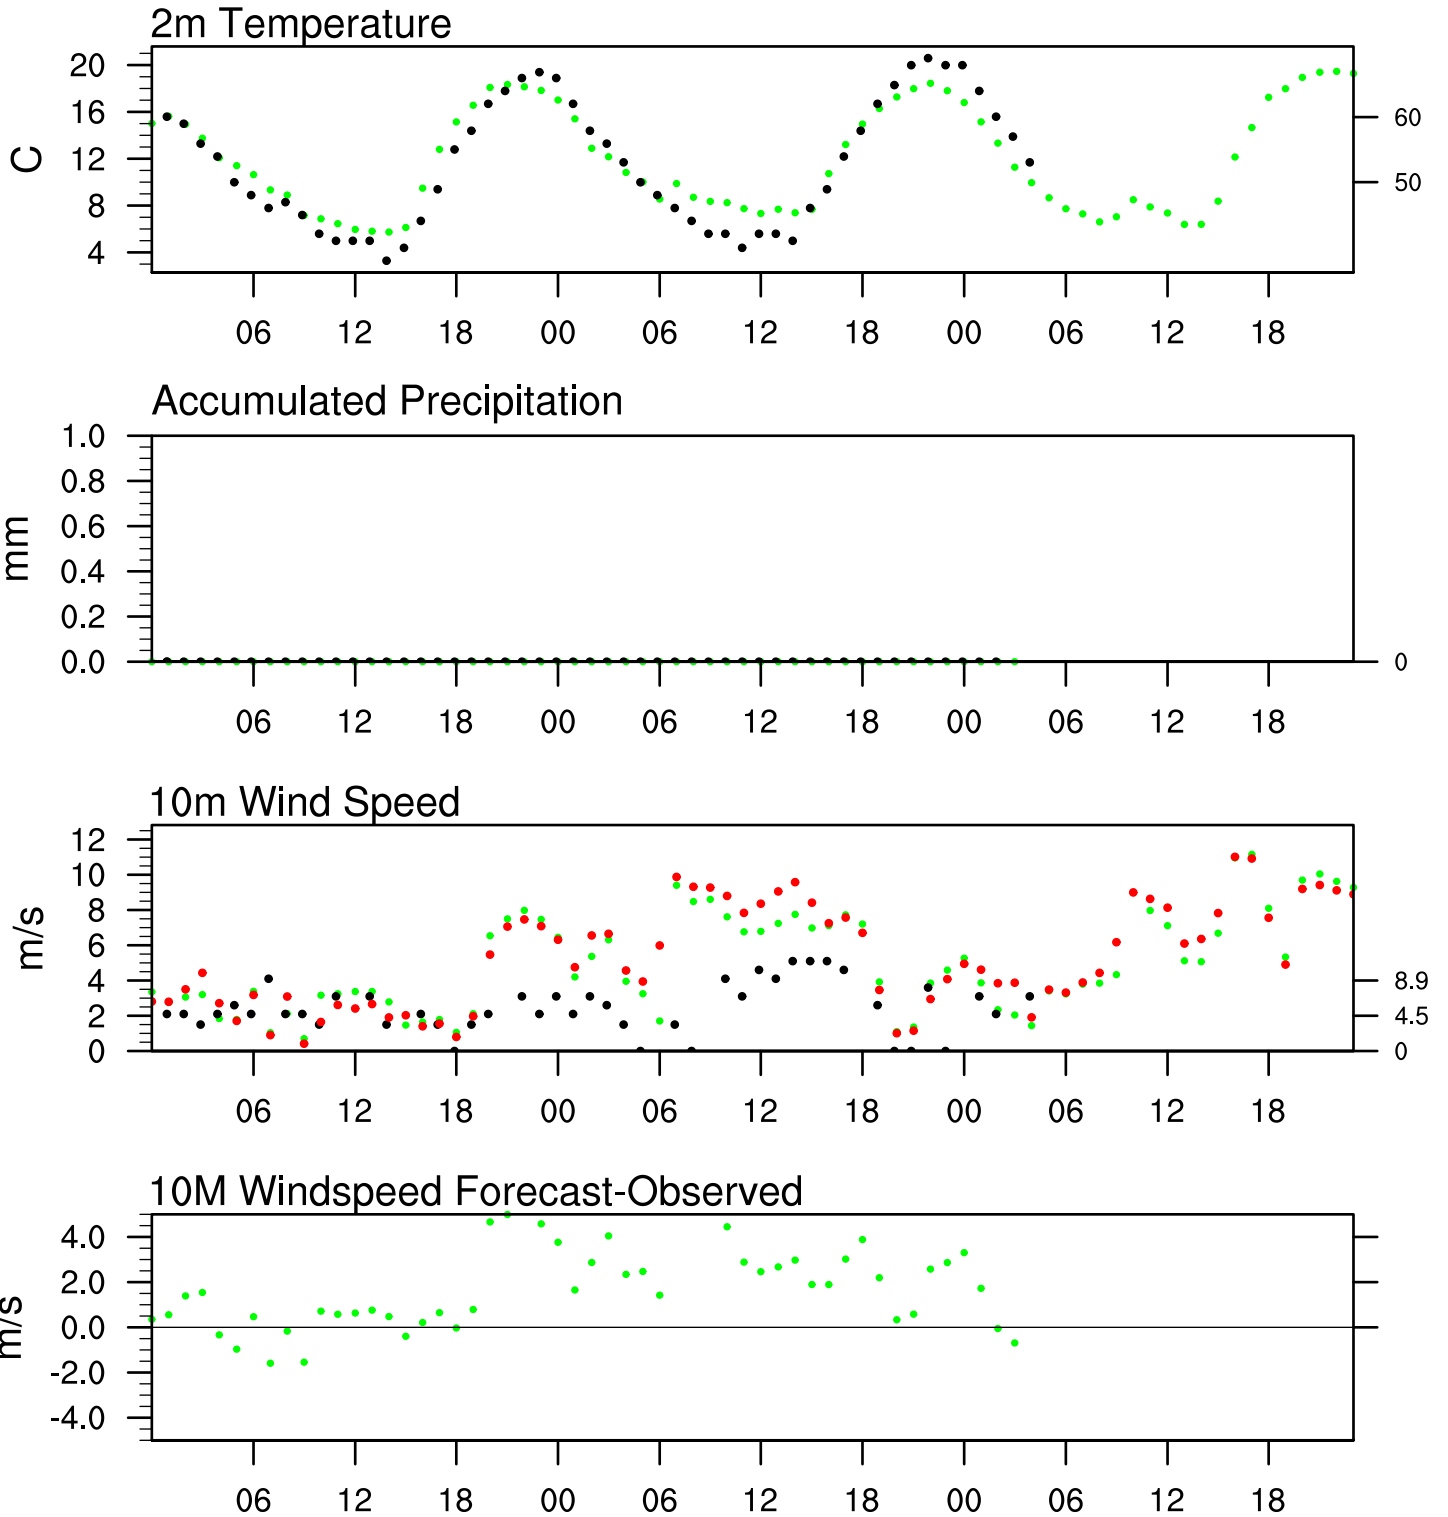 2m Temperature
20
16
12
8
4
C
60
50
06 12 18 00 06 12 18 00 06 12 18
Accumulated Precipitation
1.0
0.8
0.6
0.4
0.2
0.0
mm
0
06 12 18 00 06 12 18 00 06 12 18
10m Wind Speed
12
10
8
6
4
2
0
m/s
8.9
4.5
0
06 12 18 00 06 12 18 00 06 12 18
10M Windspeed Forecast-Observed
4.0
2.0
0.0
-2.0
-4.0
m/s
06 12 18 00 06 12 18 00 06 12 18